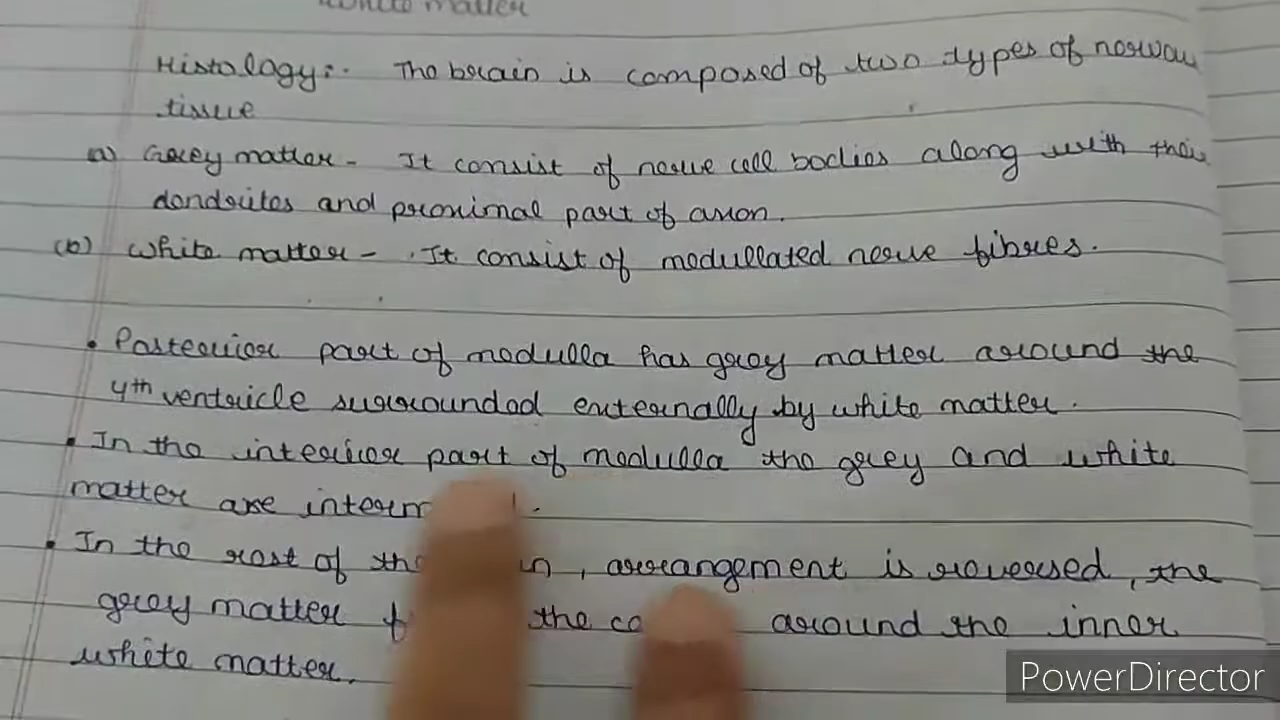 White matter
Histology:- The brain is composed of two types of nervous
tissue
a) Grey matter - It consist of nerve cell bodies along with their
dendrites and proximal part of axon.
(b) White matter - It consist of medullated nerve fibres.
• Posterior part of medulla has grey matter around the
4th ventricle surrounded externally by white matter.
• In the interior part of medulla the grey and white
matter are
• In the rest of the , arrangement is reversed, the
grey matter the around the inner
white matter.
PowerDirector